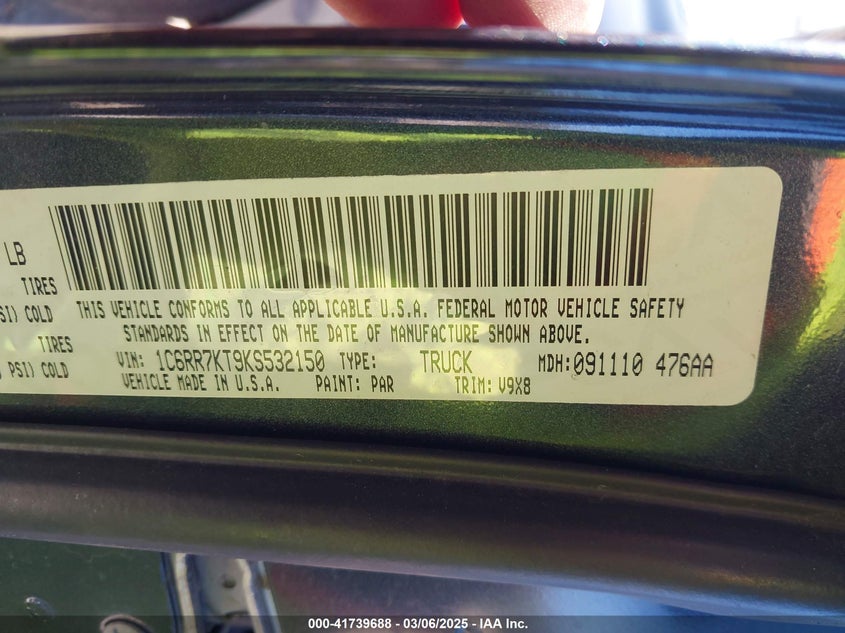 LB
TIRES
SI) COLD
TIRES
PSI) COLD
THIS VEHICLE CONFORMS TO ALL APPLICABLE U.S.A. FEDERAL MOTOR VEHICLE SAFETY
STANDARDS IN EFFECT ON THE DATE OF MANUFACTURE SHOWN ABOVE.
VIN: 1C6RR7KT9KS532150 TYPE: TRUCK MDH:091110 476AA
VEHICLE MADE IN U.S.A. PAINT: PAR TRIM: V9X8
000-41739688 - 03/06/2025 - IAA Inc.